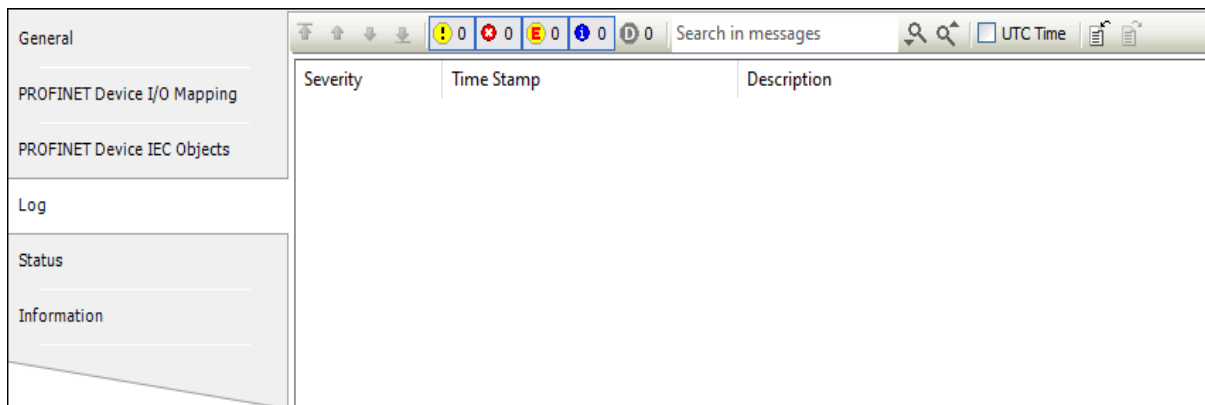 General
PROFINET Device I/O Mapping
PROFINET Device IEC Objects
Log
Status
Information
! 0 0 E 0 i 0 D 0 Search in messages UTC Time
Severity Time Stamp Description